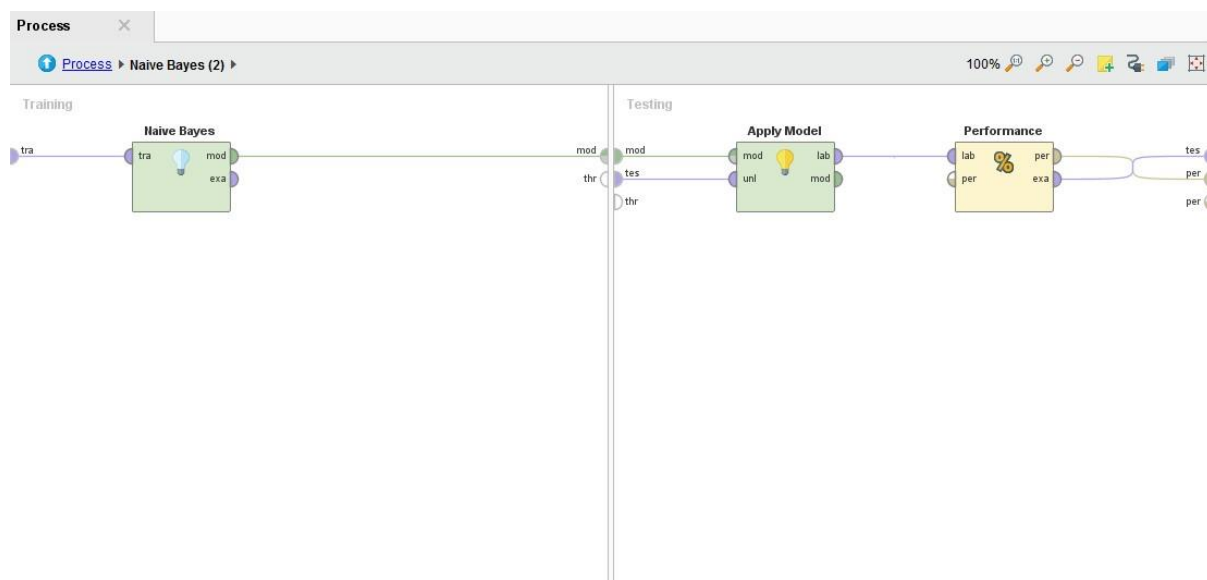 Process
Process ▸ Naive Bayes (2) ▸
100%
Training
Testing
Naive Bayes
Apply Model
Performance
tra
tra
mod
exa
mod
thr
mod
tes
thr
mod
unl
lab
mod
lab
per
%
per
exa
tes
per
per